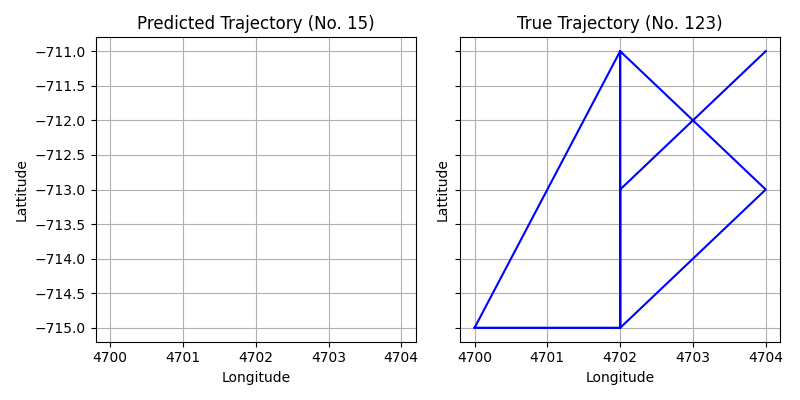 Predicted Trajectory (No. 15)
−711.0
−711.5
−712.0
−712.5
−713.0
−713.5
−714.0
−714.5
−715.0
Lattitude
4700 4701 4702 4703 4704
Longitude
True Trajectory (No. 123)
Lattitude
4700 4701 4702 4703 4704
Longitude